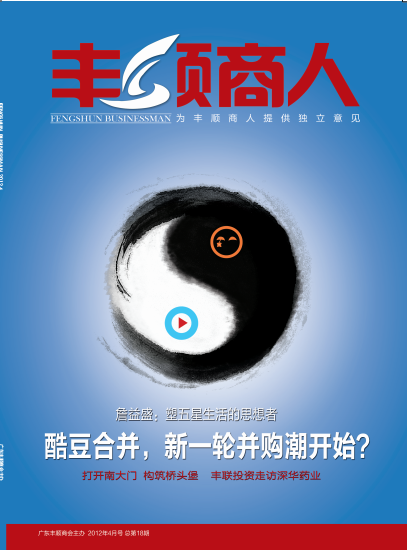 丰顺商人
FENGSHUN BUSINESSMAN 为丰顺商人提供独立意见
詹益盛：塑五星生活的思想者
酷豆合并，新一轮并购潮开始？
打开南大门 构筑桥头堡 丰联投资走访深华药业
广东丰顺商会主办 2012年4月号 总第18期